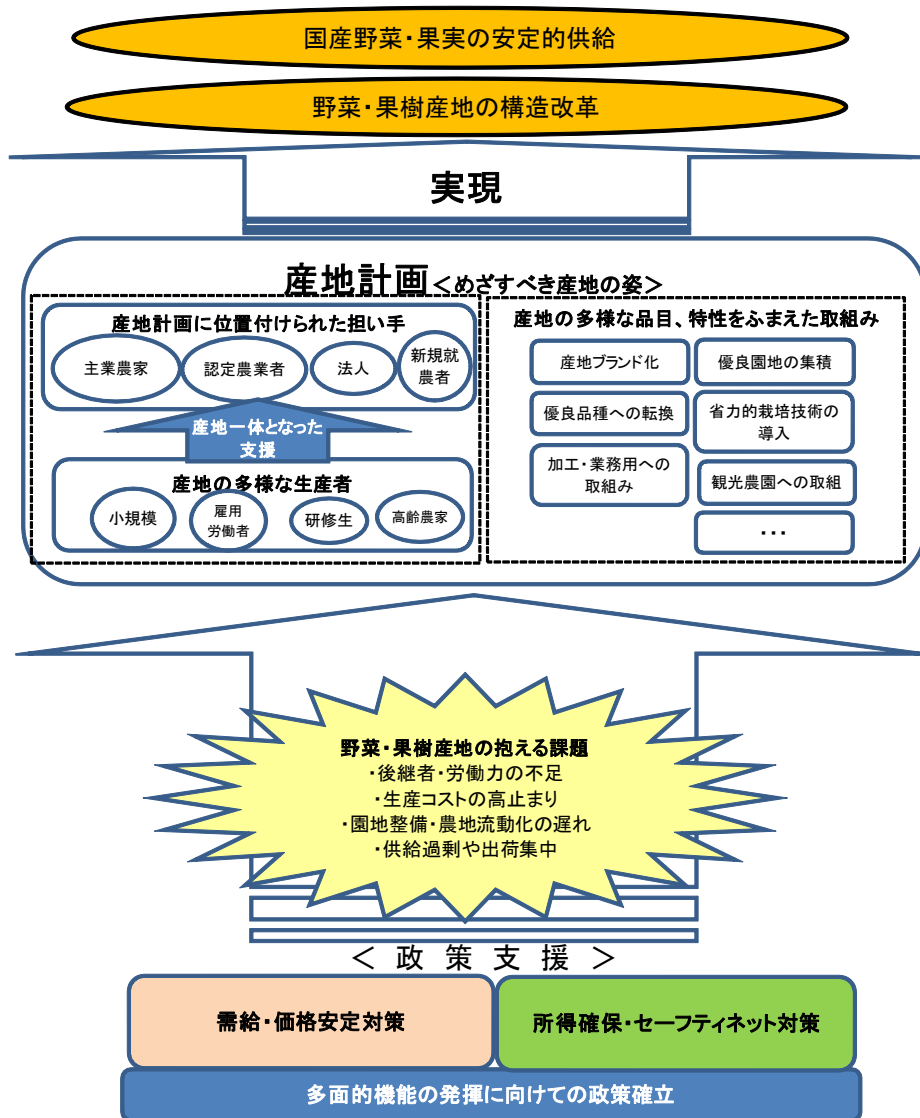 国産野菜・果実の安定的供給
野菜・果樹産地の構造改革
実現
産地計画<めざすべき産地の姿>
産地計画に位置付けられた担い手
主業農家
認定農業者
法人
新規就
農者
産地一体となった
支援
産地の多様な生産者
小規模
雇用
労働者
研修生
高齢農家
産地の多様な品目、特性をふまえた取組み
産地ブランド化
優良園地の集積
優良品種への転換
省力的栽培技術の
導入
加工・業務用への
取組み
観光農園への取組
・・・
野菜・果樹産地の抱える課題
・後継者・労働力の不足
・生産コストの高止まり
・園地整備・農地流動化の遅れ
・供給過剰や出荷集中
＜ 政 策 支 援 ＞
需給・価格安定対策
所得確保・セーフティネット対策
多面的機能の発揮に向けての政策確立